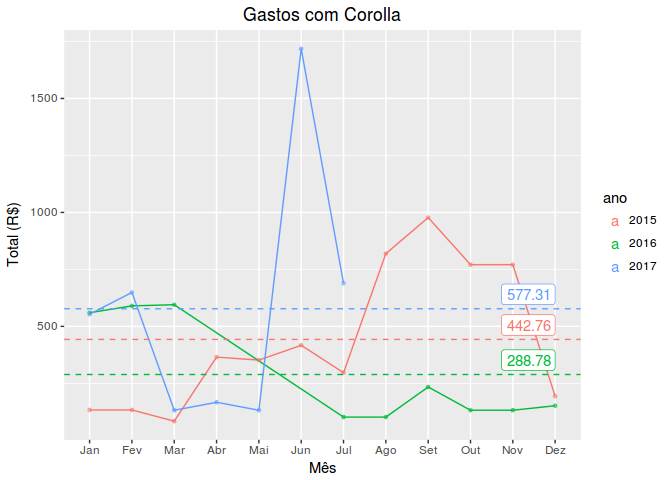 Gastos com Corolla
Total (R$)
1500
1000
500
577.31
442.76
288.78
Jan Fev Mar Abr Mai Jun Jul Ago Set Out Nov Dez
Mês
ano
a 2015
a 2016
a 2017